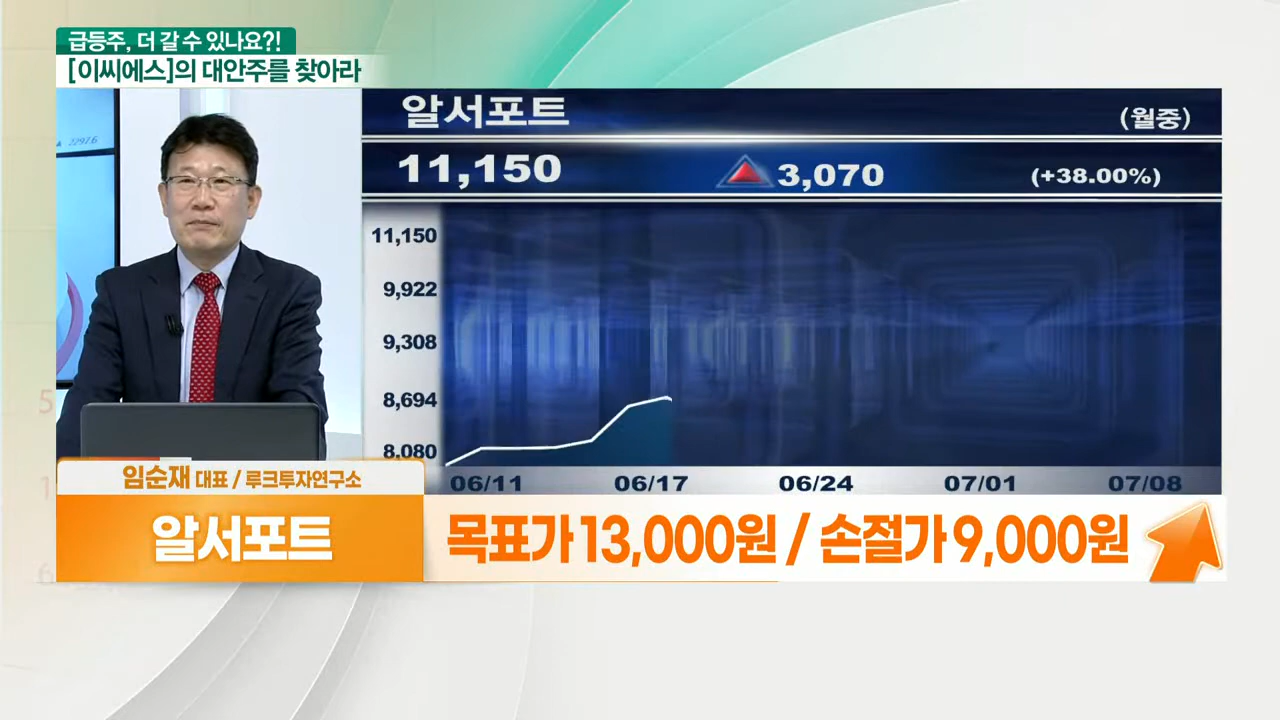 급등주, 더 갈 수 있나요?!
[이씨에스]의 대안주를 찾아라
2297.6
알서포트
(월중)
11,150
▲ 3,070
(+38.00%)
11,150
9,922
9,308
8,694
8,080
06/11 06/17 06/24 07/01 07/08
임순재 대표 / 루크투자연구소
알서포트
목표가 13,000원 / 손절가 9,000원